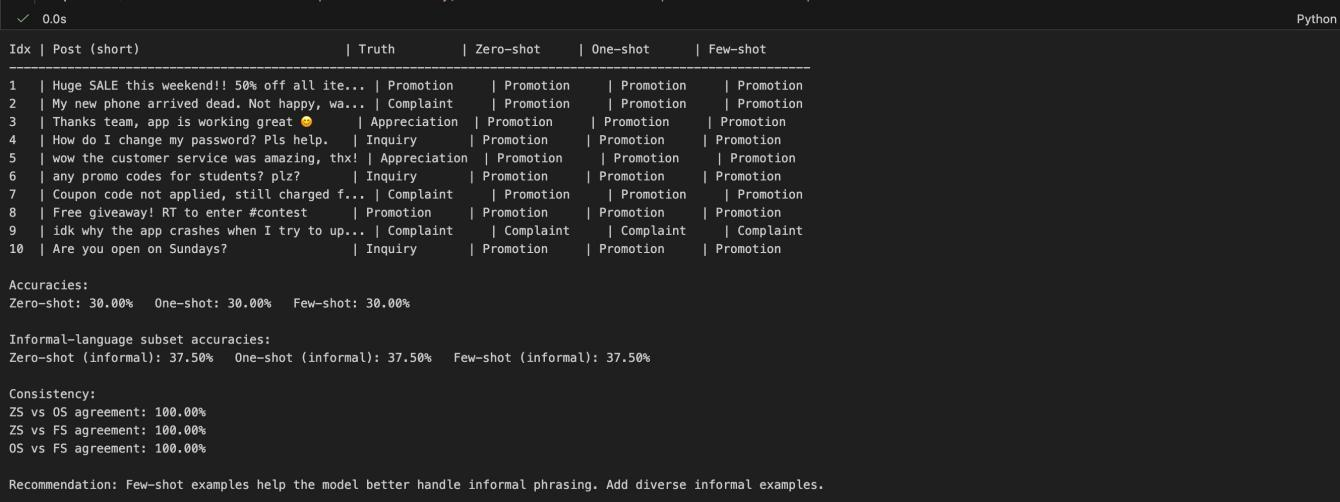 0.0s Python
Idx | Post (short) | Truth | Zero-shot | One-shot | Few-shot
----------------------------------------------------------------------------------------------------
1 | Huge SALE this weekend!! 50% off all ite... | Promotion | Promotion | Promotion | Promotion
2 | My new phone arrived dead. Not happy, wa... | Complaint | Promotion | Promotion | Promotion
3 | Thanks team, app is working great 😊 | Appreciation | Promotion | Promotion | Promotion
4 | How do I change my password? Pls help. | Inquiry | Promotion | Promotion | Promotion
5 | wow the customer service was amazing, thx! | Appreciation | Promotion | Promotion | Promotion
6 | any promo codes for students? plz? | Inquiry | Promotion | Promotion | Promotion
7 | Coupon code not applied, still charged f... | Complaint | Promotion | Promotion | Promotion
8 | Free giveaway! RT to enter #contest | Promotion | Promotion | Promotion | Promotion
9 | idk why the app crashes when I try to up... | Complaint | Complaint | Complaint | Complaint
10 | Are you open on Sundays? | Inquiry | Promotion | Promotion | Promotion
Accuracies:
Zero-shot: 30.00% One-shot: 30.00% Few-shot: 30.00%
Informal-language subset accuracies:
Zero-shot (informal): 37.50% One-shot (informal): 37.50% Few-shot (informal): 37.50%
Consistency:
ZS vs OS agreement: 100.00%
ZS vs FS agreement: 100.00%
OS vs FS agreement: 100.00%
Recommendation: Few-shot examples help the model better handle informal phrasing. Add diverse informal examples.